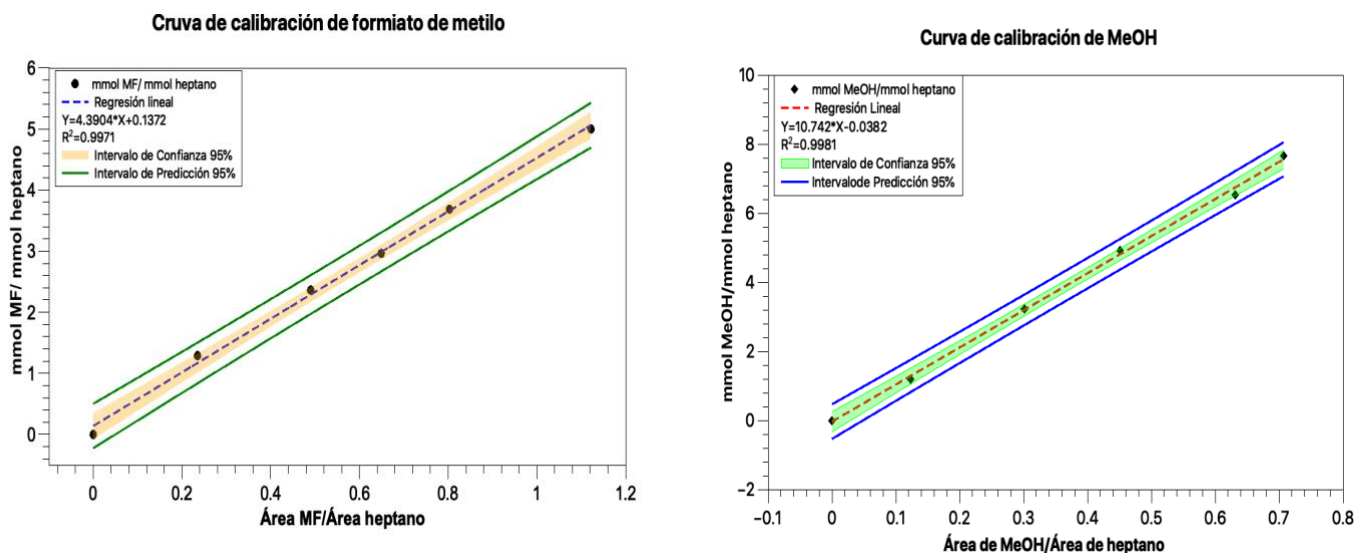 Cruva de calibración de formiato de metilo
mmol MF/ mmol heptano
6
5
4
3
2
1
0
mmol MF/ mmol heptano
Regresión lineal
Y=4.3904*X+0.1372
R²=0.9971
Intervalo de Confianza 95%
Intervalo de Predicción 95%
0 0.2 0.4 0.6 0.8 1 1.2
Área MF/Área heptano
Curva de calibración de MeOH
mmol MeOH/mmol heptano
10
8
6
4
2
0
−2
mmol MeOH/mmol heptano
Regresión Lineal
Y=10.742*X-0.0382
R²=0.9981
Intervalo de Confianza 95%
Intervalode Predicción 95%
−0.1 0 0.1 0.2 0.3 0.4 0.5 0.6 0.7 0.8
Área de MeOH/Área de heptano